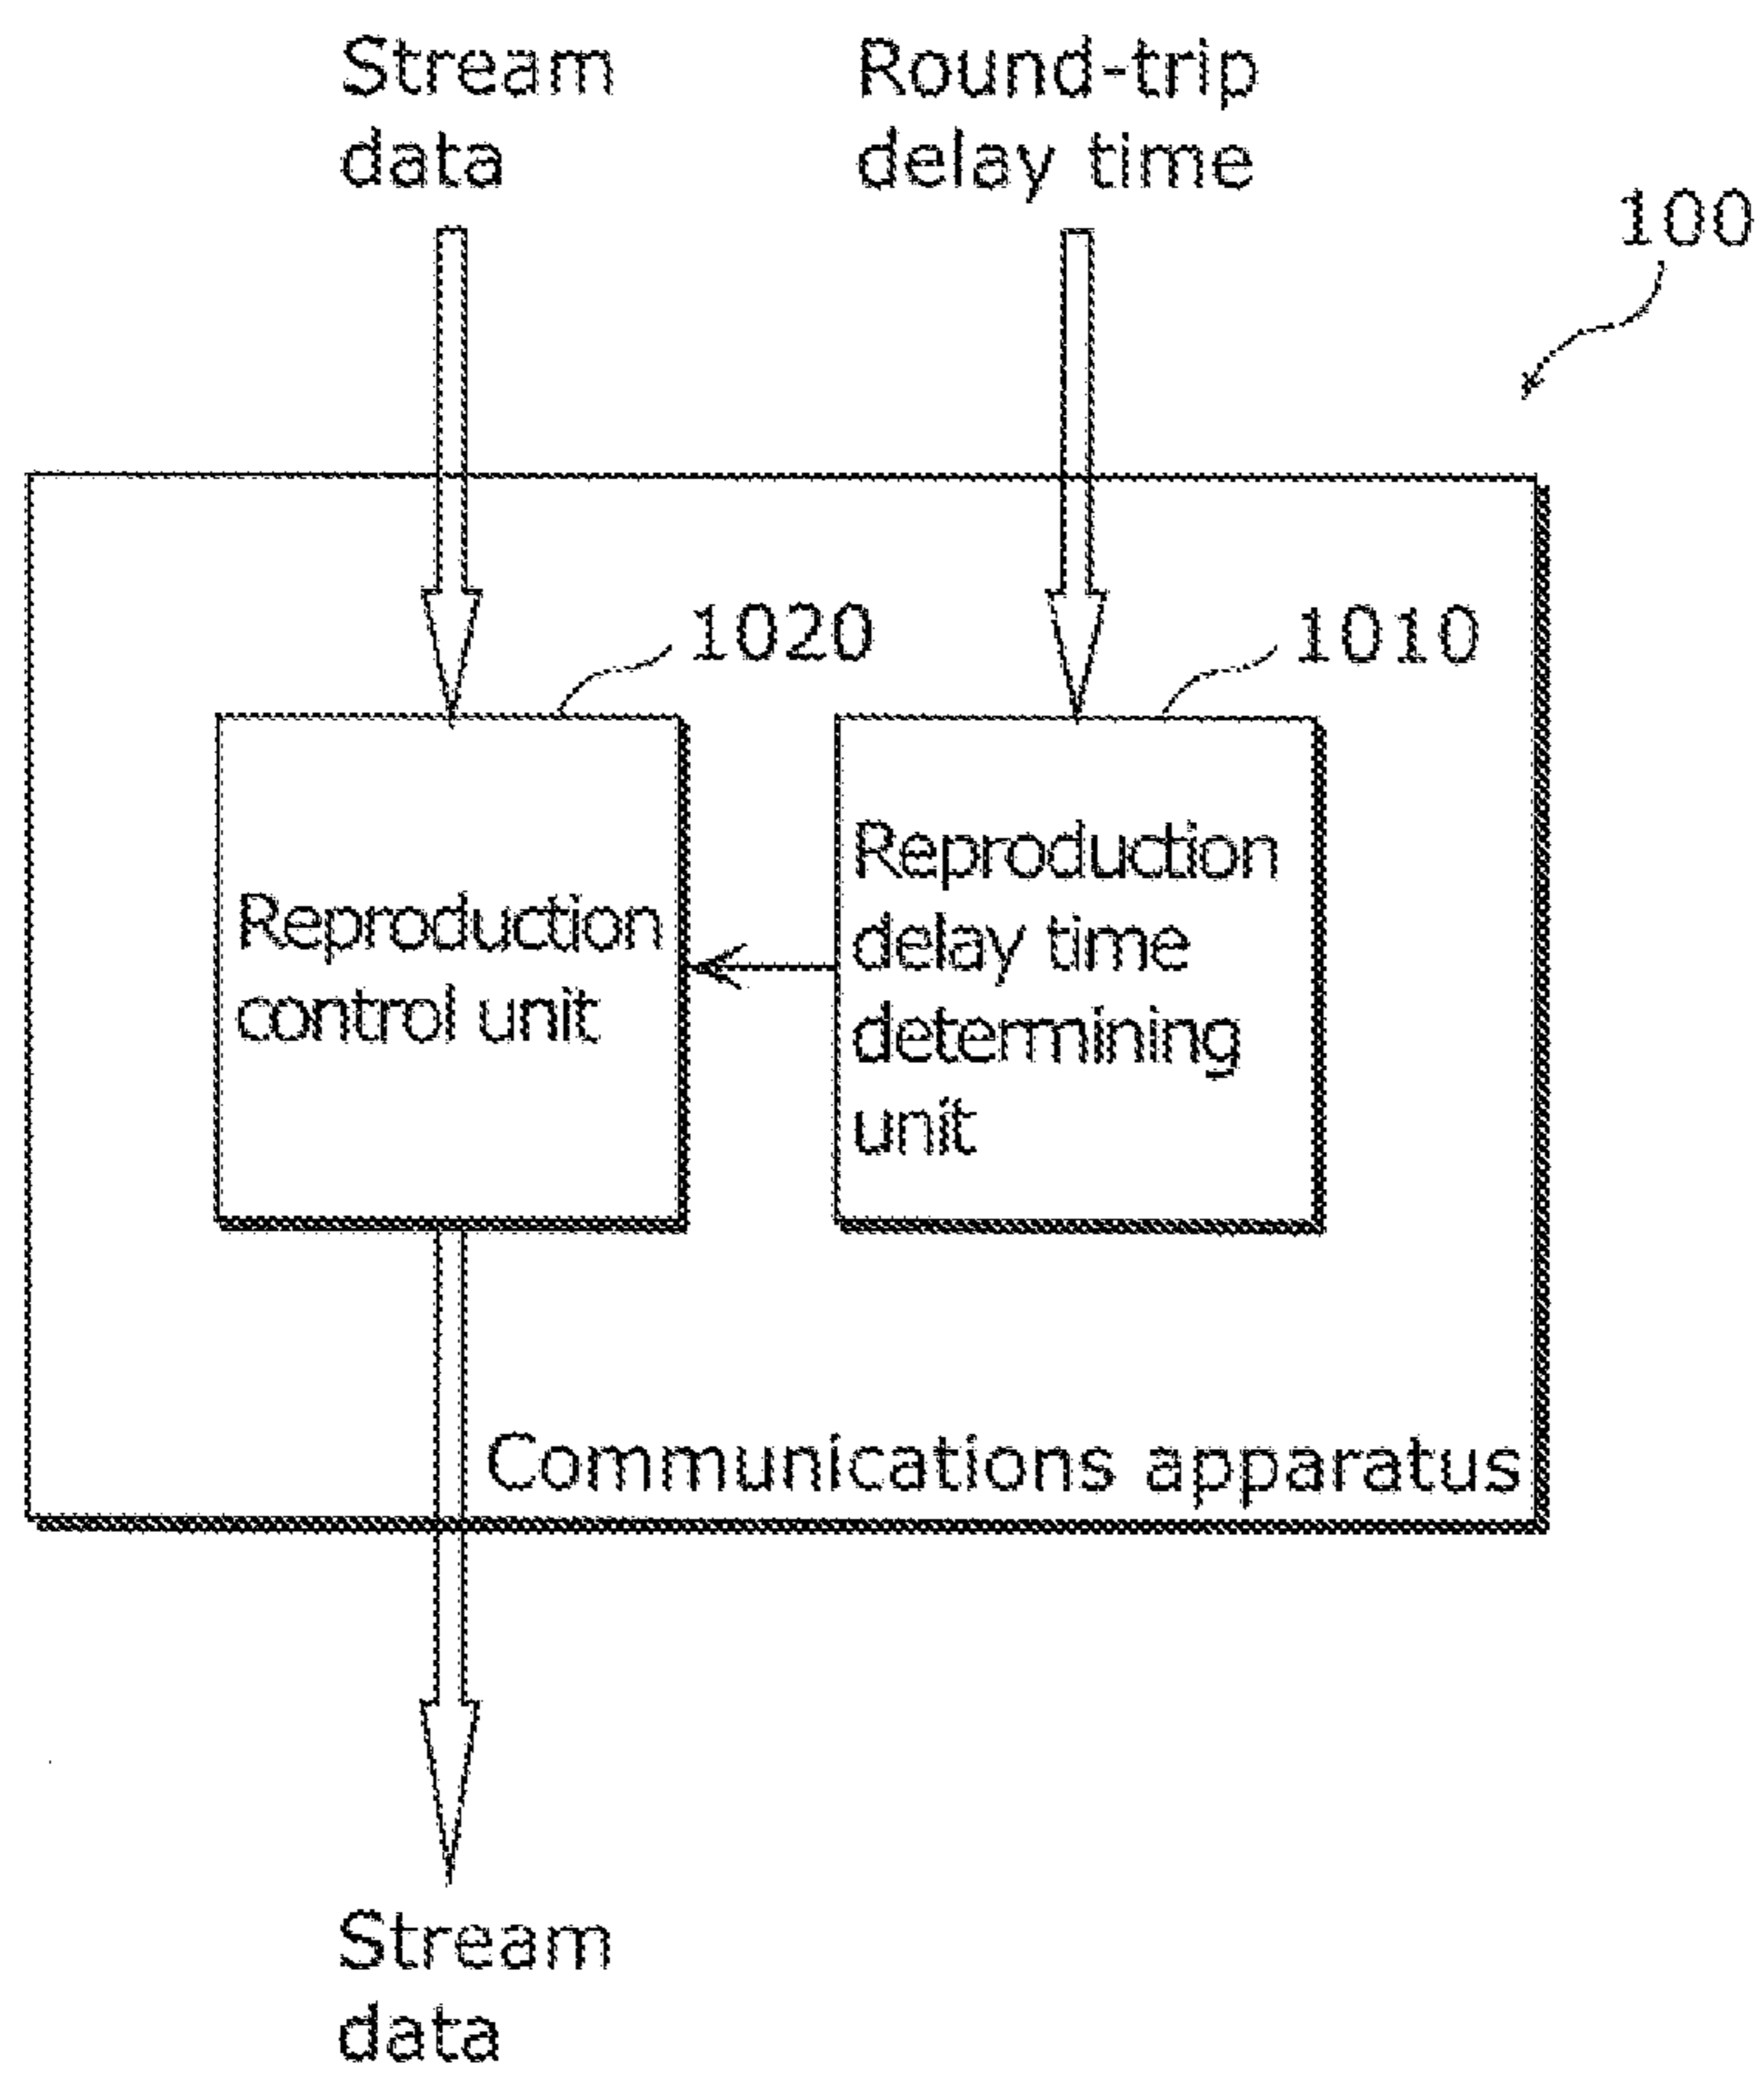 Stream
data
Round-trip
delay time
100
1020
1010
Reproduction
control unit
Reproduction
delay time
determining
unit
Communications apparatus
Stream
data